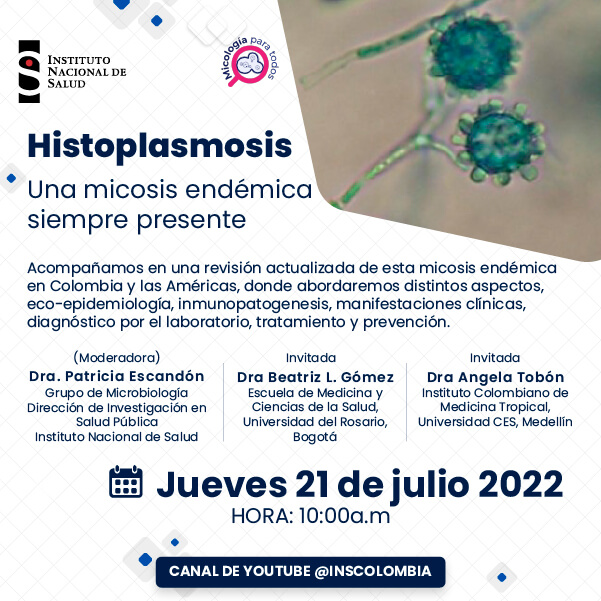 INSTITUTO
NACIONAL DE
SALUD
Micología para todos
Histoplasmosis
Una micosis endémica
siempre presente
Acompañamos en una revisión actualizada de esta micosis endémica
en Colombia y las Américas, donde abordaremos distintos aspectos,
eco-epidemiología, inmunopatogenesis, manifestaciones clínicas,
diagnóstico por el laboratorio, tratamiento y prevención.
(Moderadora)
Dra. Patricia Escandón
Grupo de Microbiología
Dirección de Investigación en
Salud Pública
Instituto Nacional de Salud
Invitada
Dra Beatriz L. Gómez
Escuela de Medicina y
Ciencias de la Salud,
Universidad del Rosario,
Bogotá
Invitada
Dra Angela Tobón
Instituto Colombiano de
Medicina Tropical,
Universidad CES, Medellín
Jueves 21 de julio 2022
HORA: 10:00a.m
CANAL DE YOUTUBE @INSCOLOMBIA